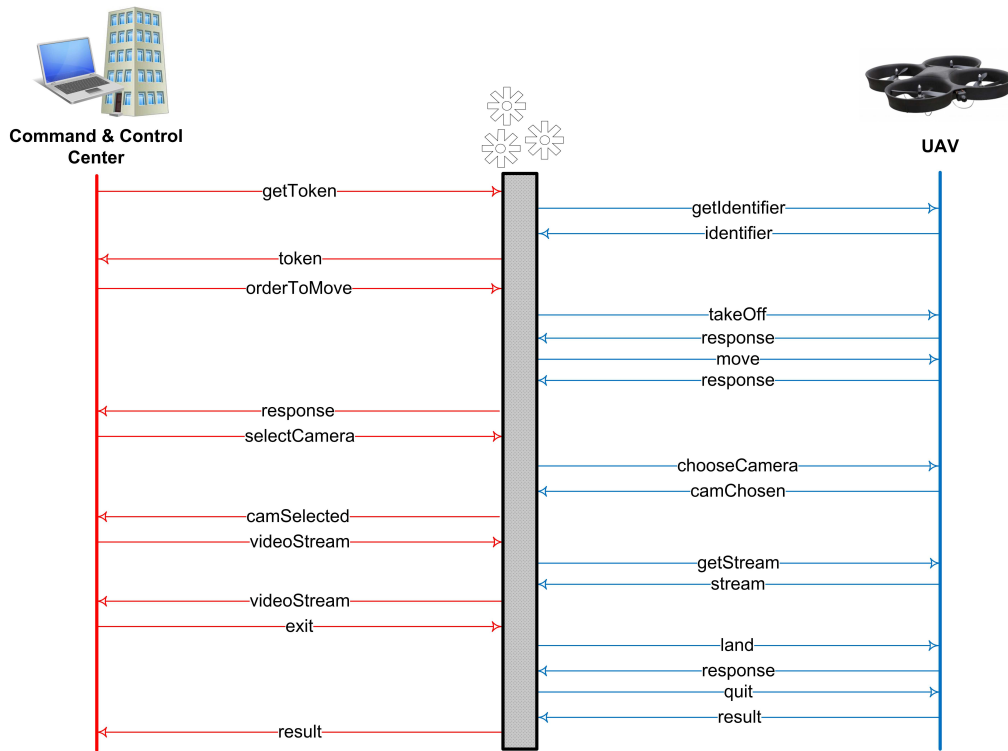 Command & Control
Center
UAV
getToken
getIdentifier
identifier
token
orderToMove
takeOff
response
move
response
response
selectCamera
chooseCamera
camChosen
camSelected
videoStream
getStream
stream
videoStream
exit
land
response
quit
result
result